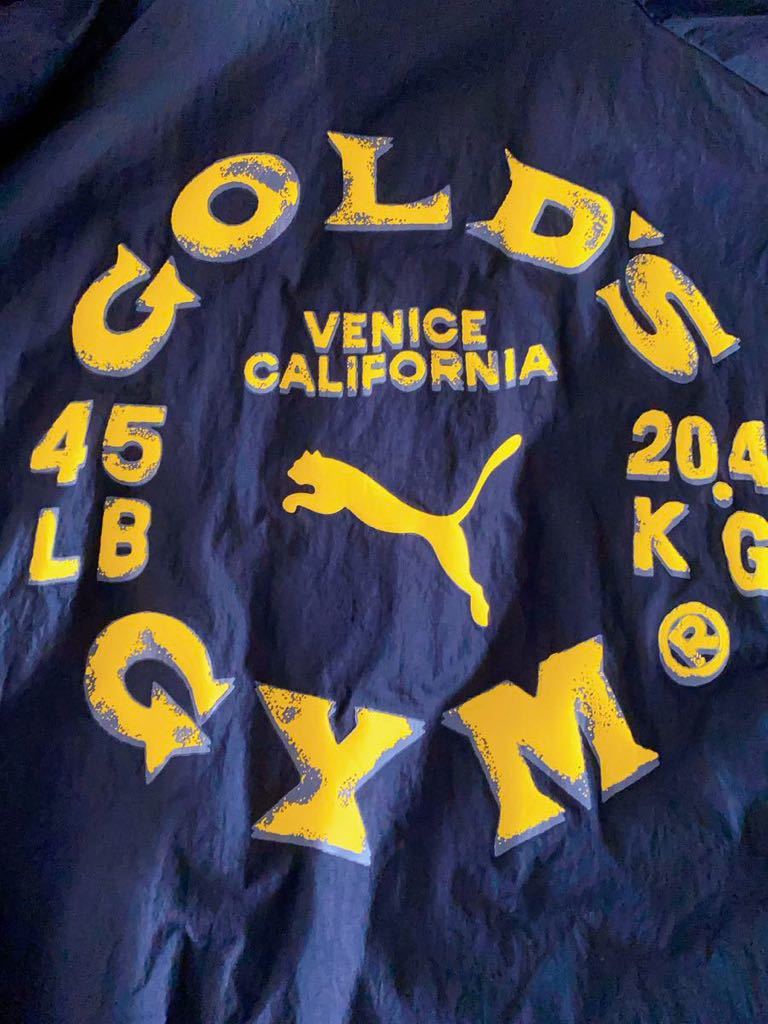 GOLD'S
VENICE
CALIFORNIA
45
LB
20.4
KG
®
GYM